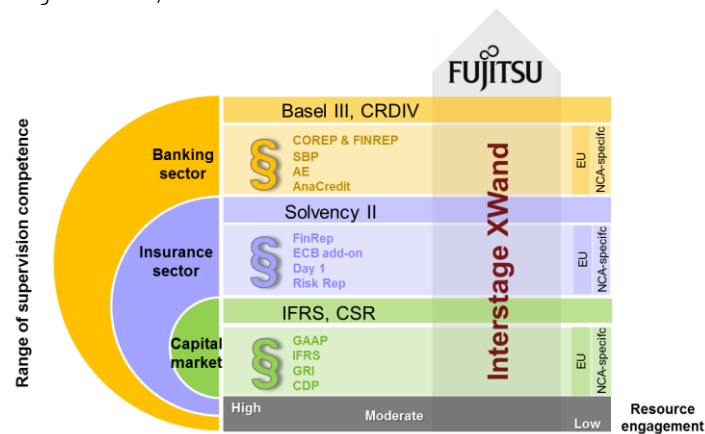 FUJITSU
Basel III, CRDIV
Banking
sector
COREP & FINREP
SBP
AE
AnaCredit
EU
NCA-specifc
Solvency II
Insurance
sector
FinRep
ECB add-on
Day 1
Risk Rep
EU
NCA-specifc
IFRS, CSR
Capital
market
GAAP
IFRS
GRI
CDP
EU
NCA-specifc
Interstage XWand
Range of supervision competence
High
Moderate
Low
Resource
engagement